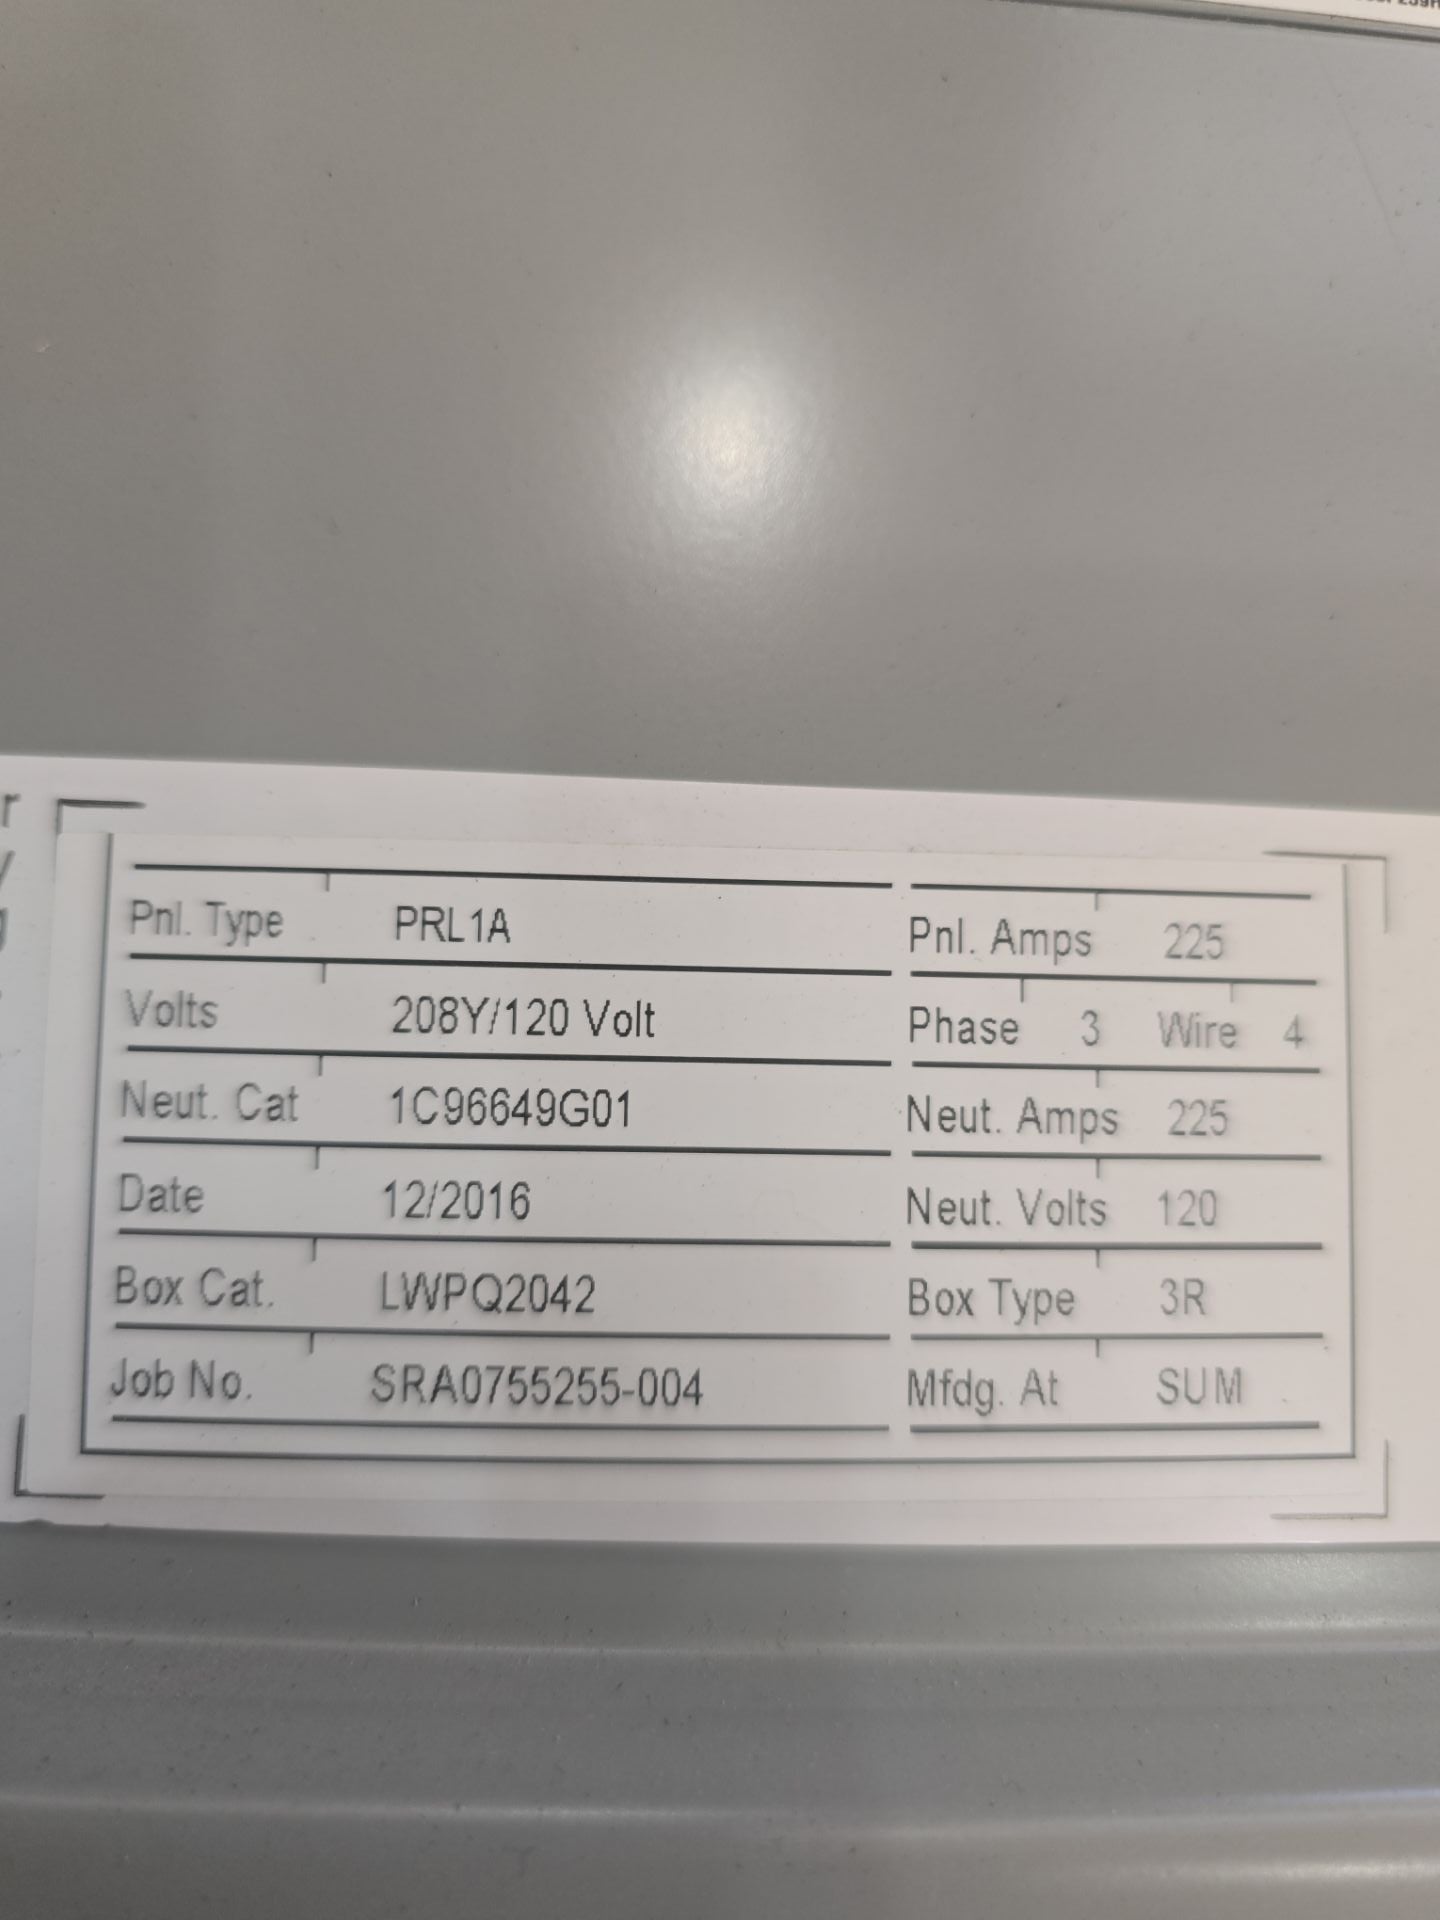 Pnl. Type PRL1A Pnl. Amps 225
Volts 208Y/120 Volt Phase 3 Wire 4
Neut. Cat 1C96649G01 Neut. Amps 225
Date 12/2016 Neut. Volts 120
Box Cat. LWPQ2042 Box Type 3R
Job No. SRA0755255-004 Mfdg. At SUM